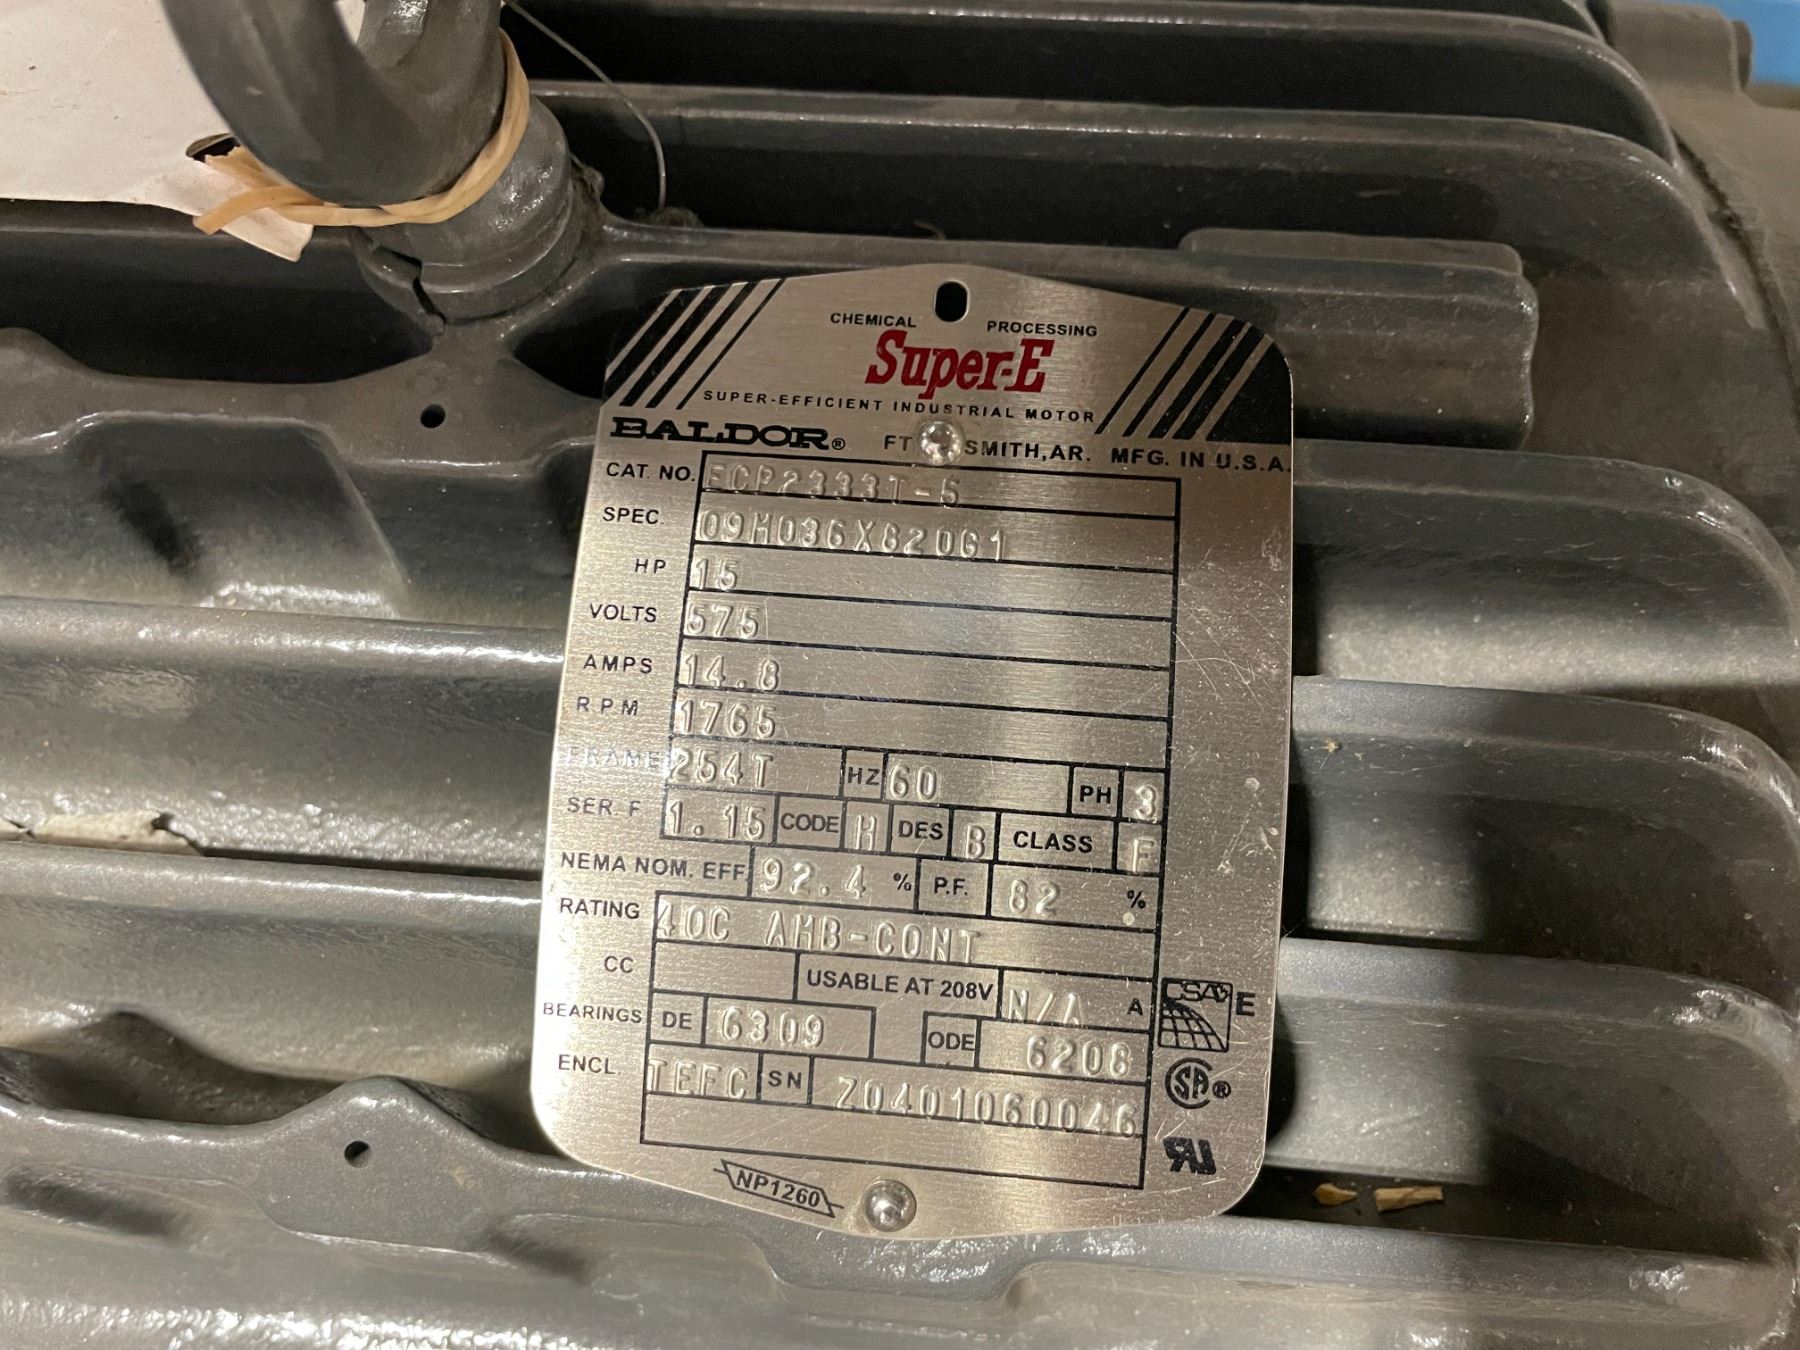 CHEMICAL PROCESSING
Super-E
SUPER-EFFICIENT INDUSTRIAL MOTOR
BALDOR® FT SMITH, AR. MFG. IN U.S.A.
CAT. NO. ECP2333T-5
SPEC. 09H036X820G1
HP 15
VOLTS 575
AMPS 14.8
RPM 1765
FRAME 254T HZ 60 PH 3
SER. F 1.15 CODE H DES B CLASS F
NEMA NOM. EFF. 92.4 % P.F. 82 %
RATING 40C AMB-CONT
CC USABLE AT 208V N/A A
BEARINGS DE 6309 ODE 6208
ENCL. TEFC SN Z0401060046
CSA E
SA®
NP1260